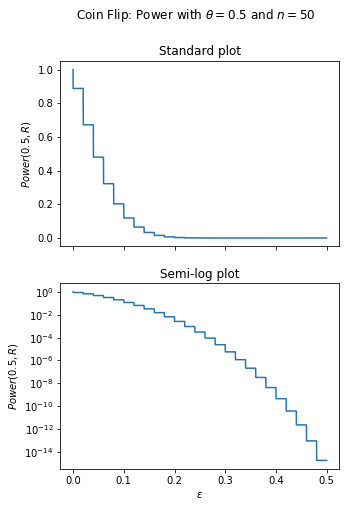 Coin Flip: Power with θ = 0.5 and n = 50
Standard plot
Power(0.5, R)
1.0
0.8
0.6
0.4
0.2
0.0
Semi-log plot
Power(0.5, R)
10⁰
10⁻²
10⁻⁴
10⁻⁶
10⁻⁸
10⁻¹⁰
10⁻¹²
10⁻¹⁴
0.0 0.1 0.2 0.3 0.4 0.5
ε